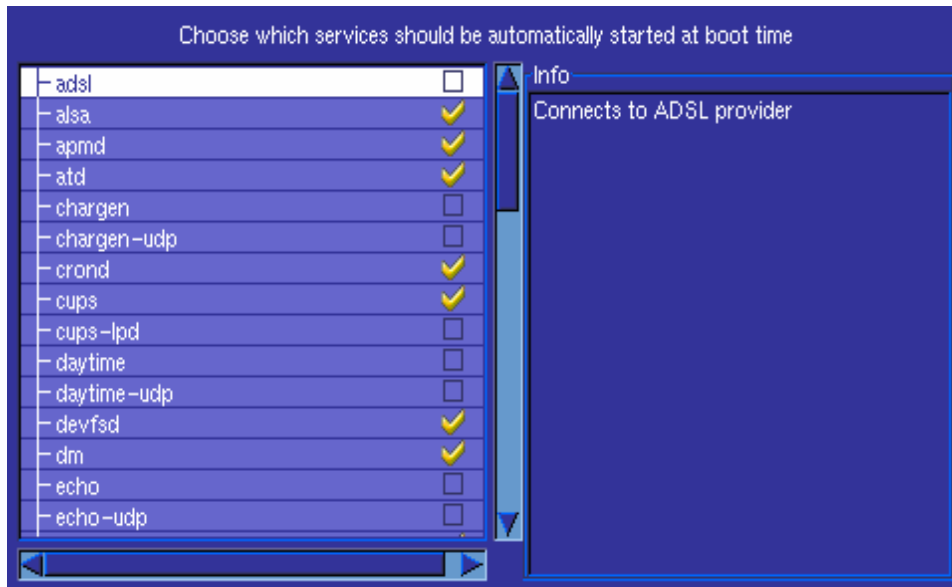 Choose which services should be automatically started at boot time
adsl
alsa
apmd
atd
chargen
chargen-udp
crond
cups
cups-lpd
daytime
daytime-udp
devfsd
dm
echo
echo-udp
Info
Connects to ADSL provider